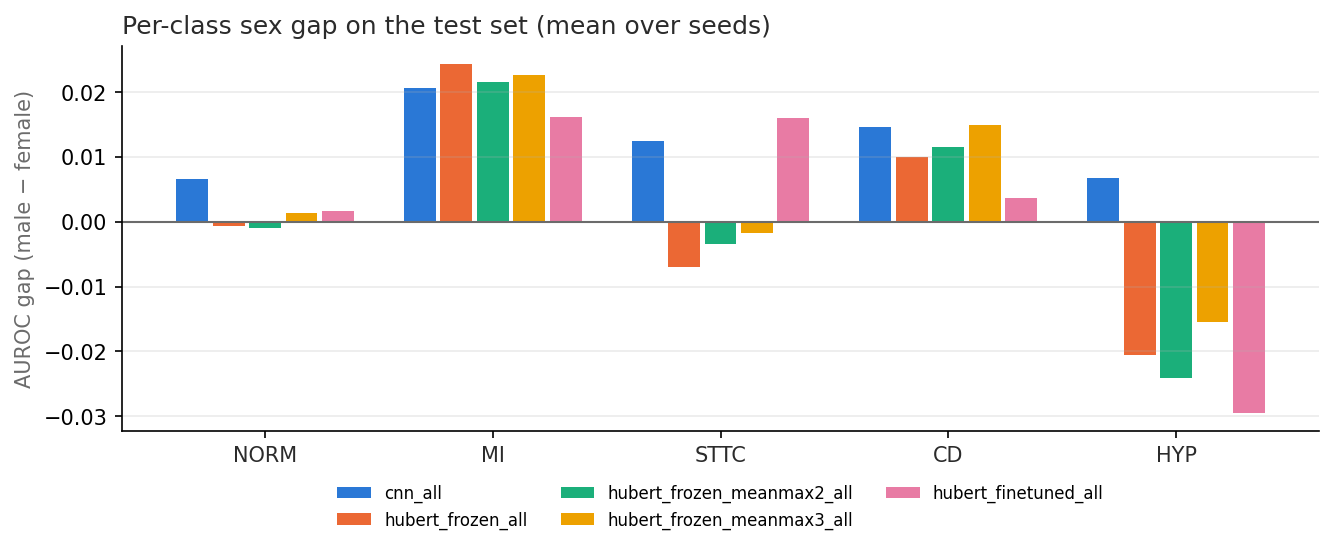 Per-class sex gap on the test set (mean over seeds)
AUROC gap (male − female)
0.02
0.01
0.00
−0.01
−0.02
−0.03
NORM MI STTC CD HYP
cnn_all hubert_frozen_meanmax2_all hubert_finetuned_all
hubert_frozen_all hubert_frozen_meanmax3_all